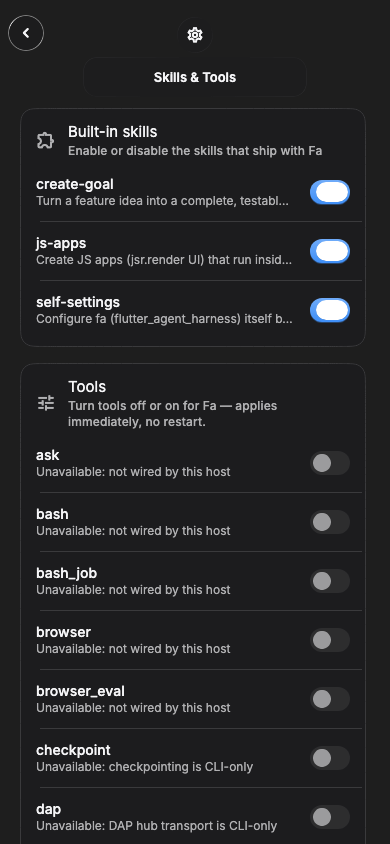 Skills & Tools
Built-in skills
Enable or disable the skills that ship with Fa
create-goal
Turn a feature idea into a complete, testabl...
js-apps
Create JS apps (jsr.render UI) that run insid...
self-settings
Configure fa (flutter_agent_harness) itself b...
Tools
Turn tools off or on for Fa — applies
immediately, no restart.
ask
Unavailable: not wired by this host
bash
Unavailable: not wired by this host
bash_job
Unavailable: not wired by this host
browser
Unavailable: not wired by this host
browser_eval
Unavailable: not wired by this host
checkpoint
Unavailable: checkpointing is CLI-only
dap
Unavailable: DAP hub transport is CLI-only